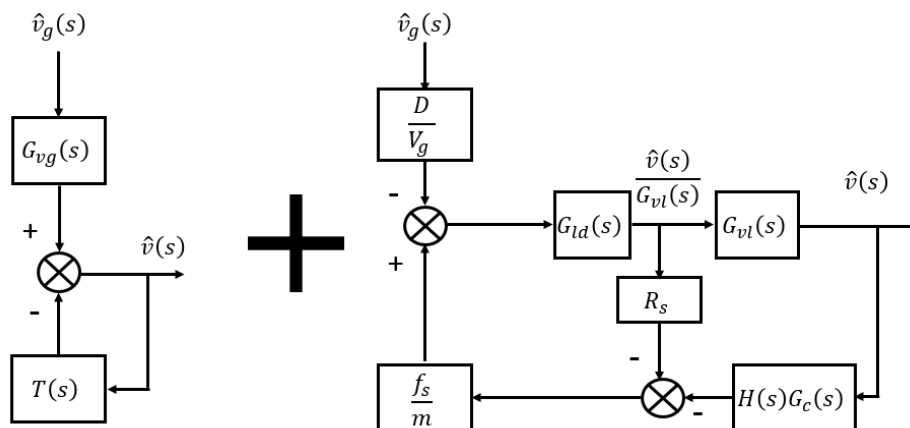 v̂_g(s)
G_vg(s)
+
v̂(s)
-
T(s)
+
v̂_g(s)
D
V_g
-
v̂(s)
G_vl(s)
v̂(s)
G_ld(s)
G_vl(s)
+
R_s
-
f_s
m
-
H(s)G_c(s)